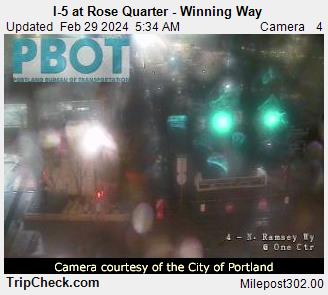 I-5 at Rose Quarter - Winning Way
Updated  Feb 29 2024  5:34 AM  Camera  4
PBOT
PORTLAND BUREAU OF TRANSPORTATION
4 - N. Ramsey Wy
@ One Ctr
Camera courtesy of the City of Portland
TripCheck.com  Milepost302.00